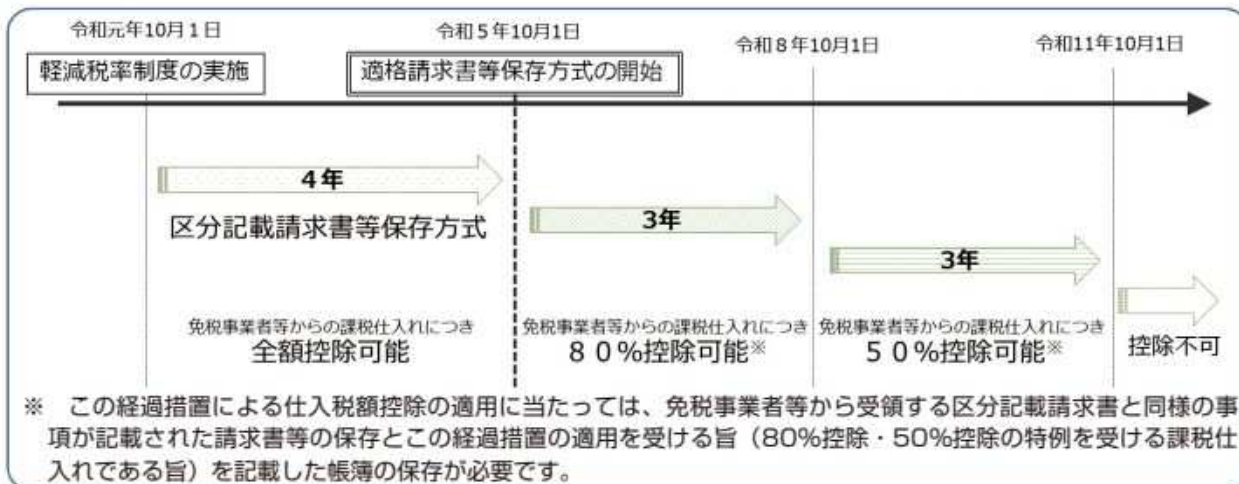 令和元年10月１日
令和５年10月1日
令和８年10月1日
令和11年10月1日
軽減税率制度の実施
適格請求書等保存方式の開始
４年
区分記載請求書等保存方式
3年
3年
免税事業者等からの課税仕入れにつき
全額控除可能
免税事業者等からの課税仕入れにつき
８０%控除可能※
免税事業者等からの課税仕入れにつき
５０%控除可能※
控除不可
※　この経過措置による仕入税額控除の適用に当たっては、免税事業者等から受領する区分記載請求書と同様の事
項が記載された請求書等の保存とこの経過措置の適用を受ける旨（80%控除・50%控除の特例を受ける課税仕
入れである旨）を記載した帳簿の保存が必要です。